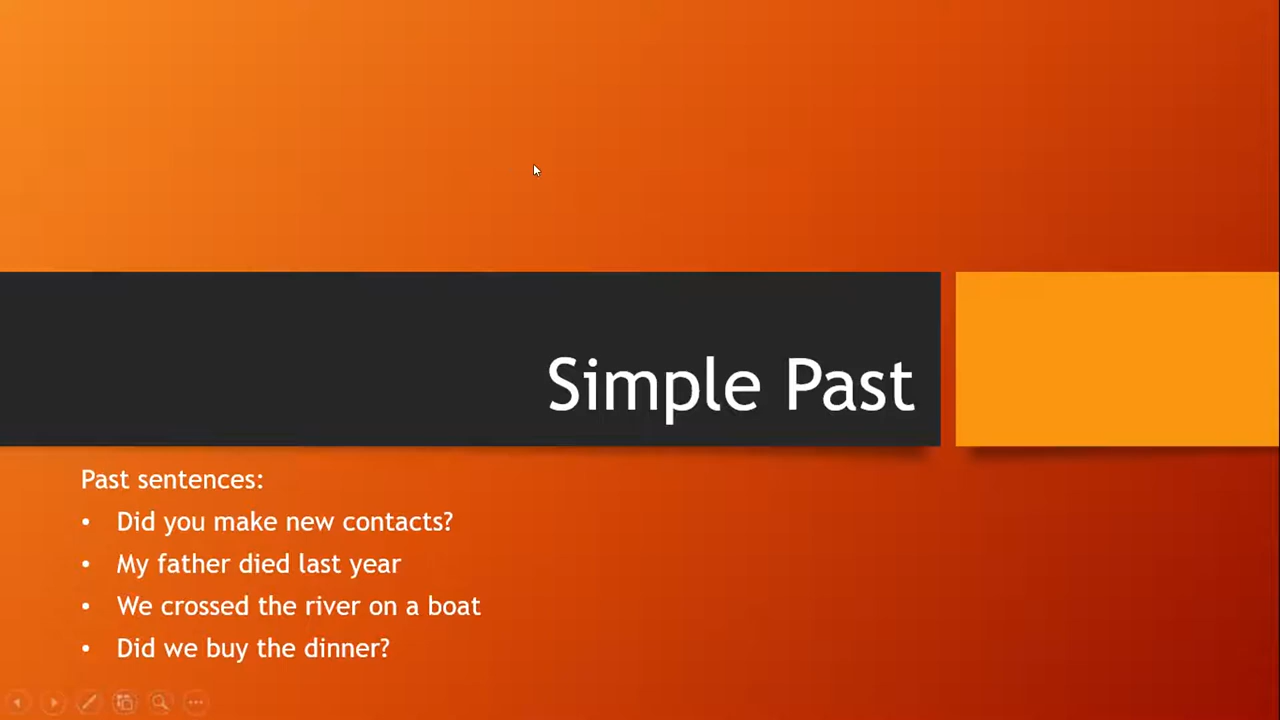 Simple Past
Past sentences:
• Did you make new contacts?
• My father died last year
• We crossed the river on a boat
• Did we buy the dinner?